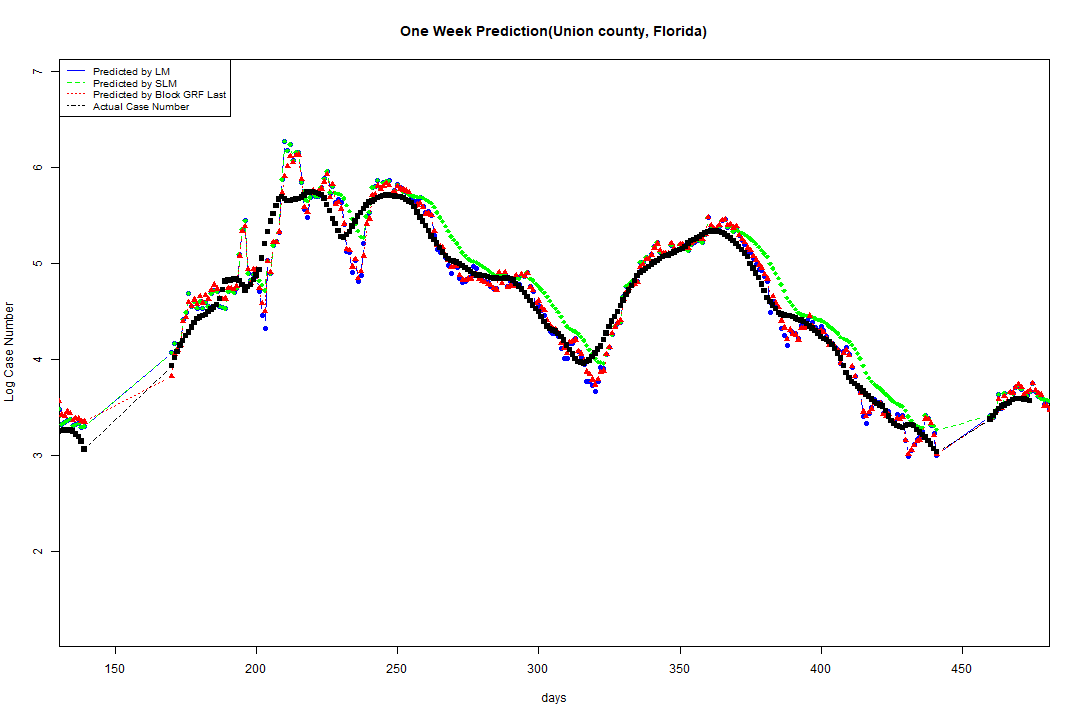 One Week Prediction(Union county, Florida)
Predicted by LM
Predicted by SLM
Predicted by Block GRF Last
Actual Case Number
7
6
5
4
3
2
Log Case Number
150 200 250 300 350 400 450
days